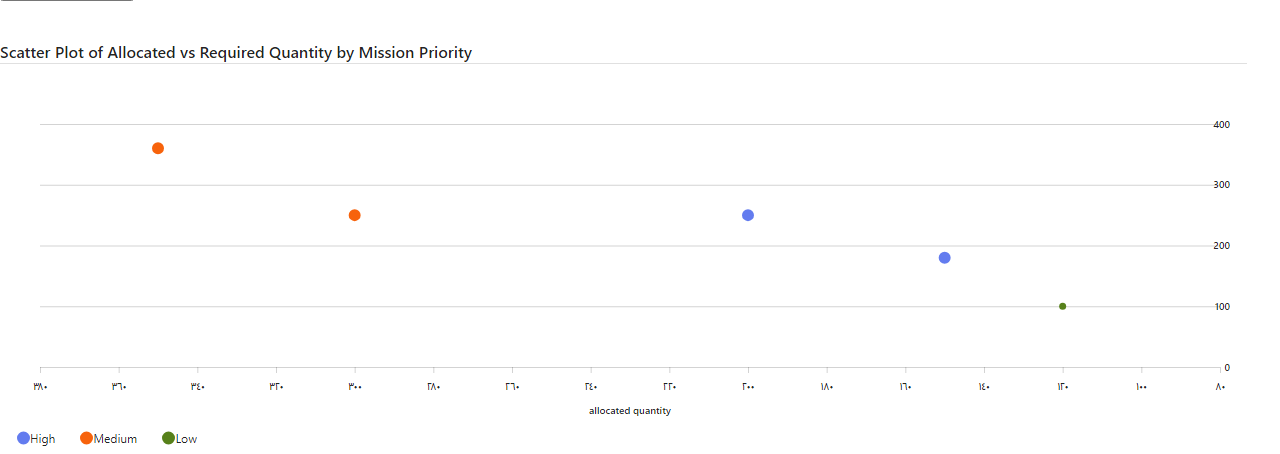 Scatter Plot of Allocated vs Required Quantity by Mission Priority
400
300
200
100
0
٣٨٠ ٣٦٠ ٣٤٠ ٣٢٠ ٣٠٠ ٢٨٠ ٢٦٠ ٢٤٠ ٢٢٠ ٢٠٠ ١٨٠ ١٦٠ ١٤٠ ١٢٠ ١٠٠ ٨٠
allocated quantity
High Medium Low